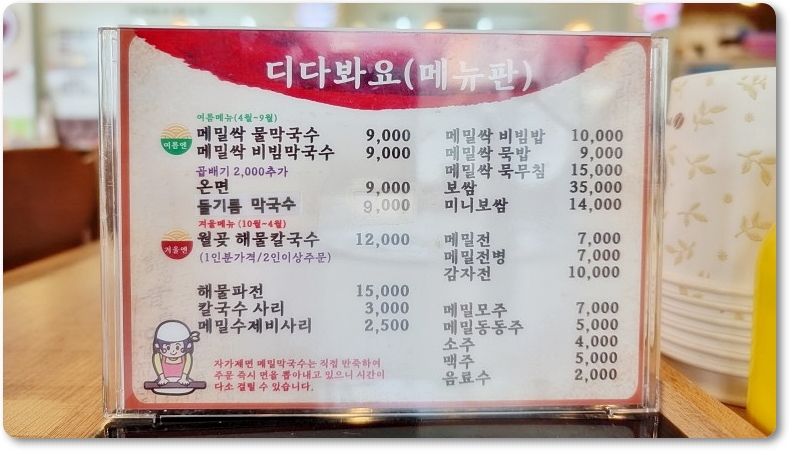 디다봐요(메뉴판)
여름메뉴(4월~9월)
여름엔
메밀싹 물막국수 9,000
메밀싹 비빔막국수 9,000
곱배기 2,000추가
온면 9,000
들기름 막국수 9,000
겨울메뉴 (10월~4월)
겨울엔
월곶 해물칼국수 12,000
(1인분가격/2인이상주문)
해물파전 15,000
칼국수 사리 3,000
메밀수제비사리 2,500
자가제면 메밀막국수는 직접 반죽하여
주문 즉시 면을 뽑아내고 있으니 시간이
다소 걸릴 수 있습니다.
메밀싹 비빔밥 10,000
메밀싹 묵밥 9,000
메밀싹 묵무침 15,000
보쌈 35,000
미니보쌈 14,000
메밀전 7,000
메밀전병 7,000
감자전 10,000
메밀모주 7,000
메밀동동주 5,000
소주 4,000
맥주 5,000
음료수 2,000